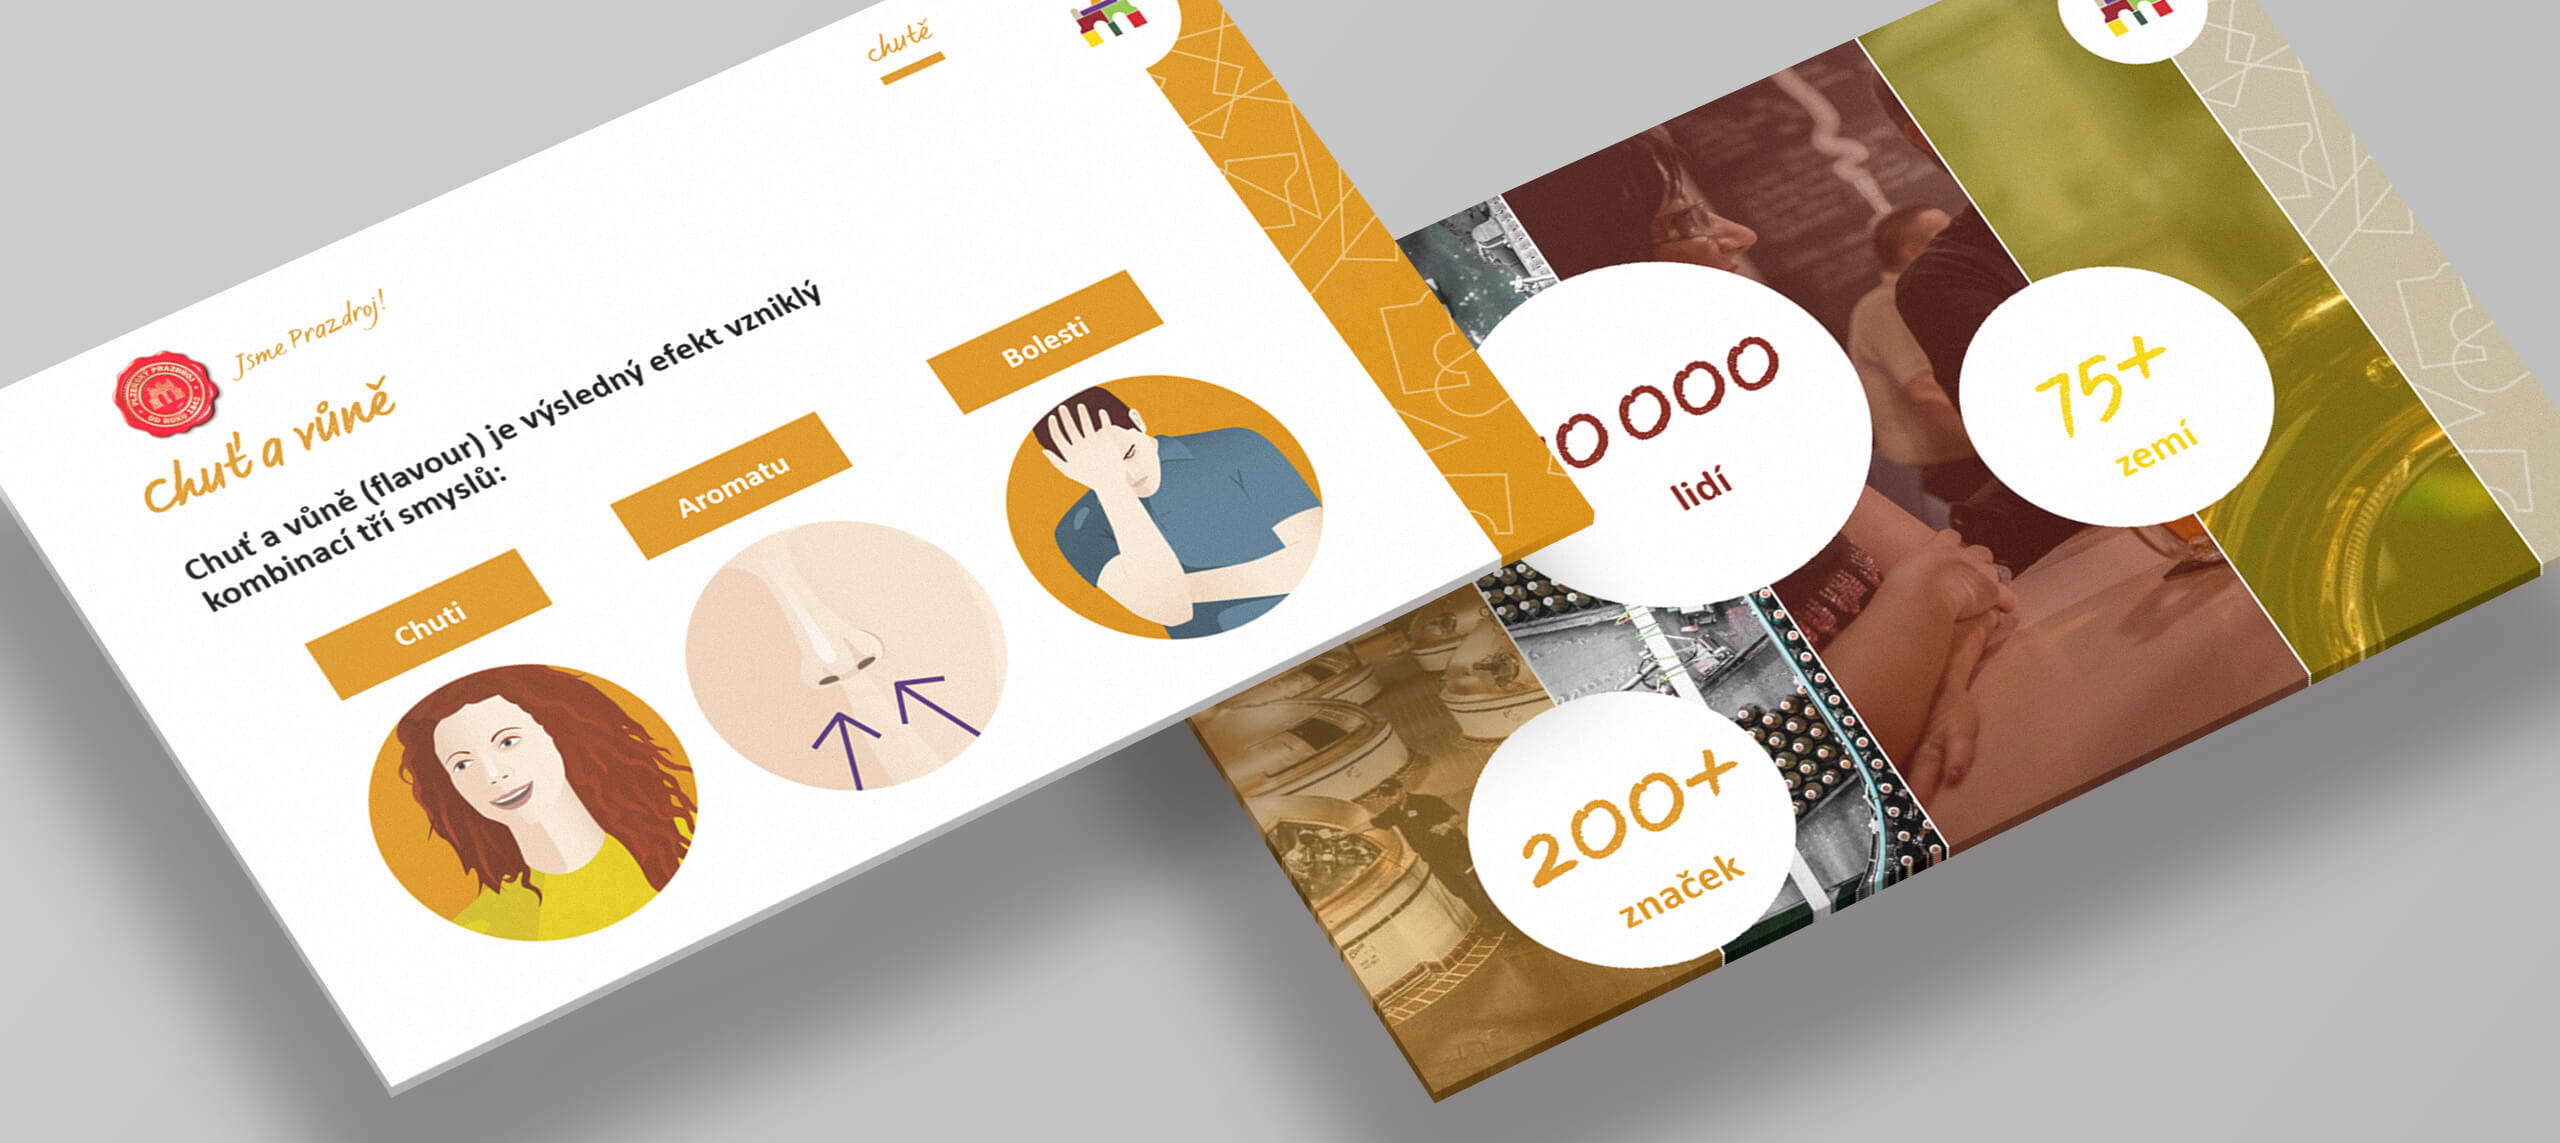 chutě
PLZEŇSKÝ PRAZDROJ
OD ROKU 1842
Jsme Prazdroj!
Chuť a vůně
Chuť a vůně (flavour) je výsledný efekt vzniklý
kombinací tří smyslů:
Chuti
Aromatu
Bolesti
0 000
lidí
75+
zemí
200+
značek